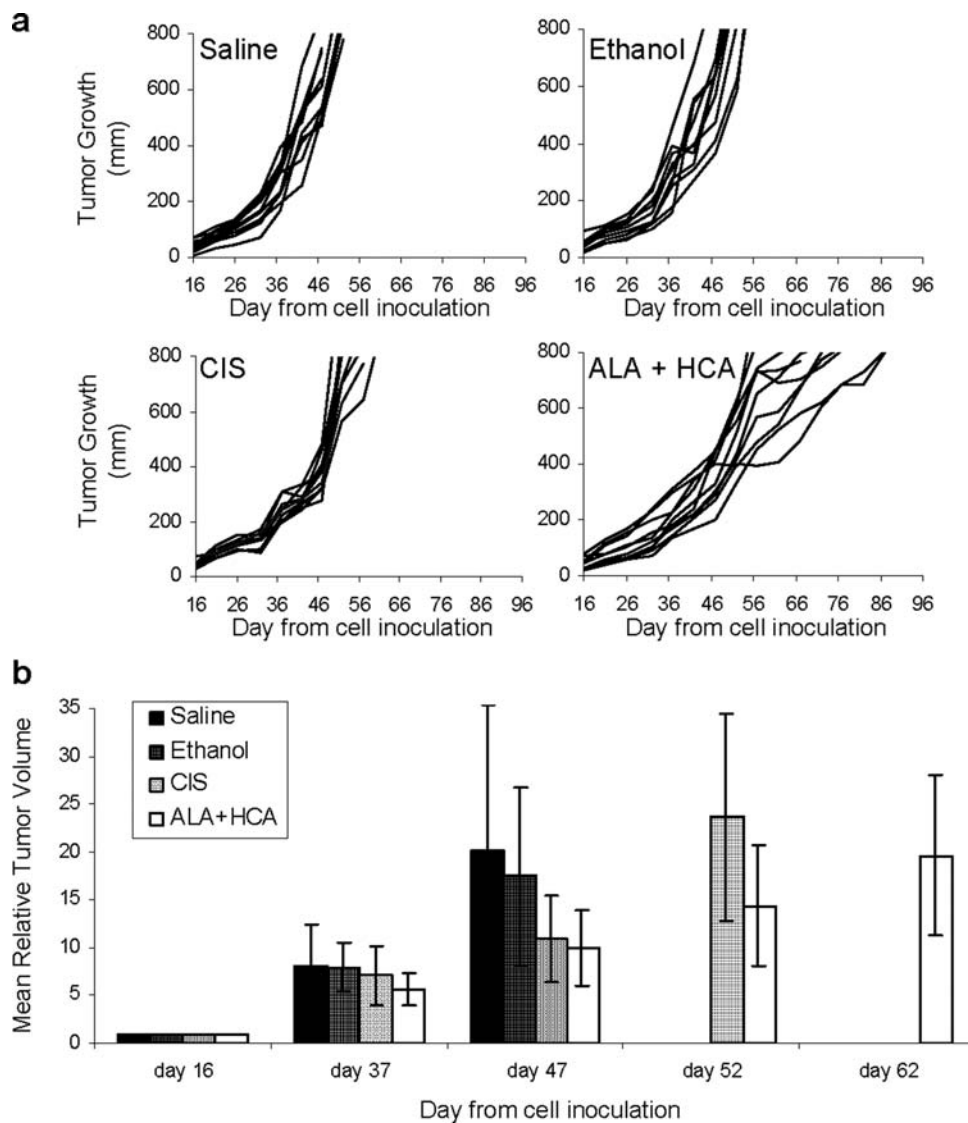 a
Saline
Ethanol
Tumor Growth
(mm)
800
600
400
200
0
16 26 36 46 56 66 76 86 96
Day from cell inoculation
800
600
400
200
0
16 26 36 46 56 66 76 86 96
Day from cell inoculation
CIS
ALA + HCA
Tumor Growth
(mm)
800
600
400
200
0
16 26 36 46 56 66 76 86 96
Day from cell inoculation
800
600
400
200
0
16 26 36 46 56 66 76 86 96
Day from cell inoculation
b
Mean Relative Tumor Volume
35
30
25
20
15
10
5
0
Saline
Ethanol
CIS
ALA+HCA
day 16 day 37 day 47 day 52 day 62
Day from cell inoculation